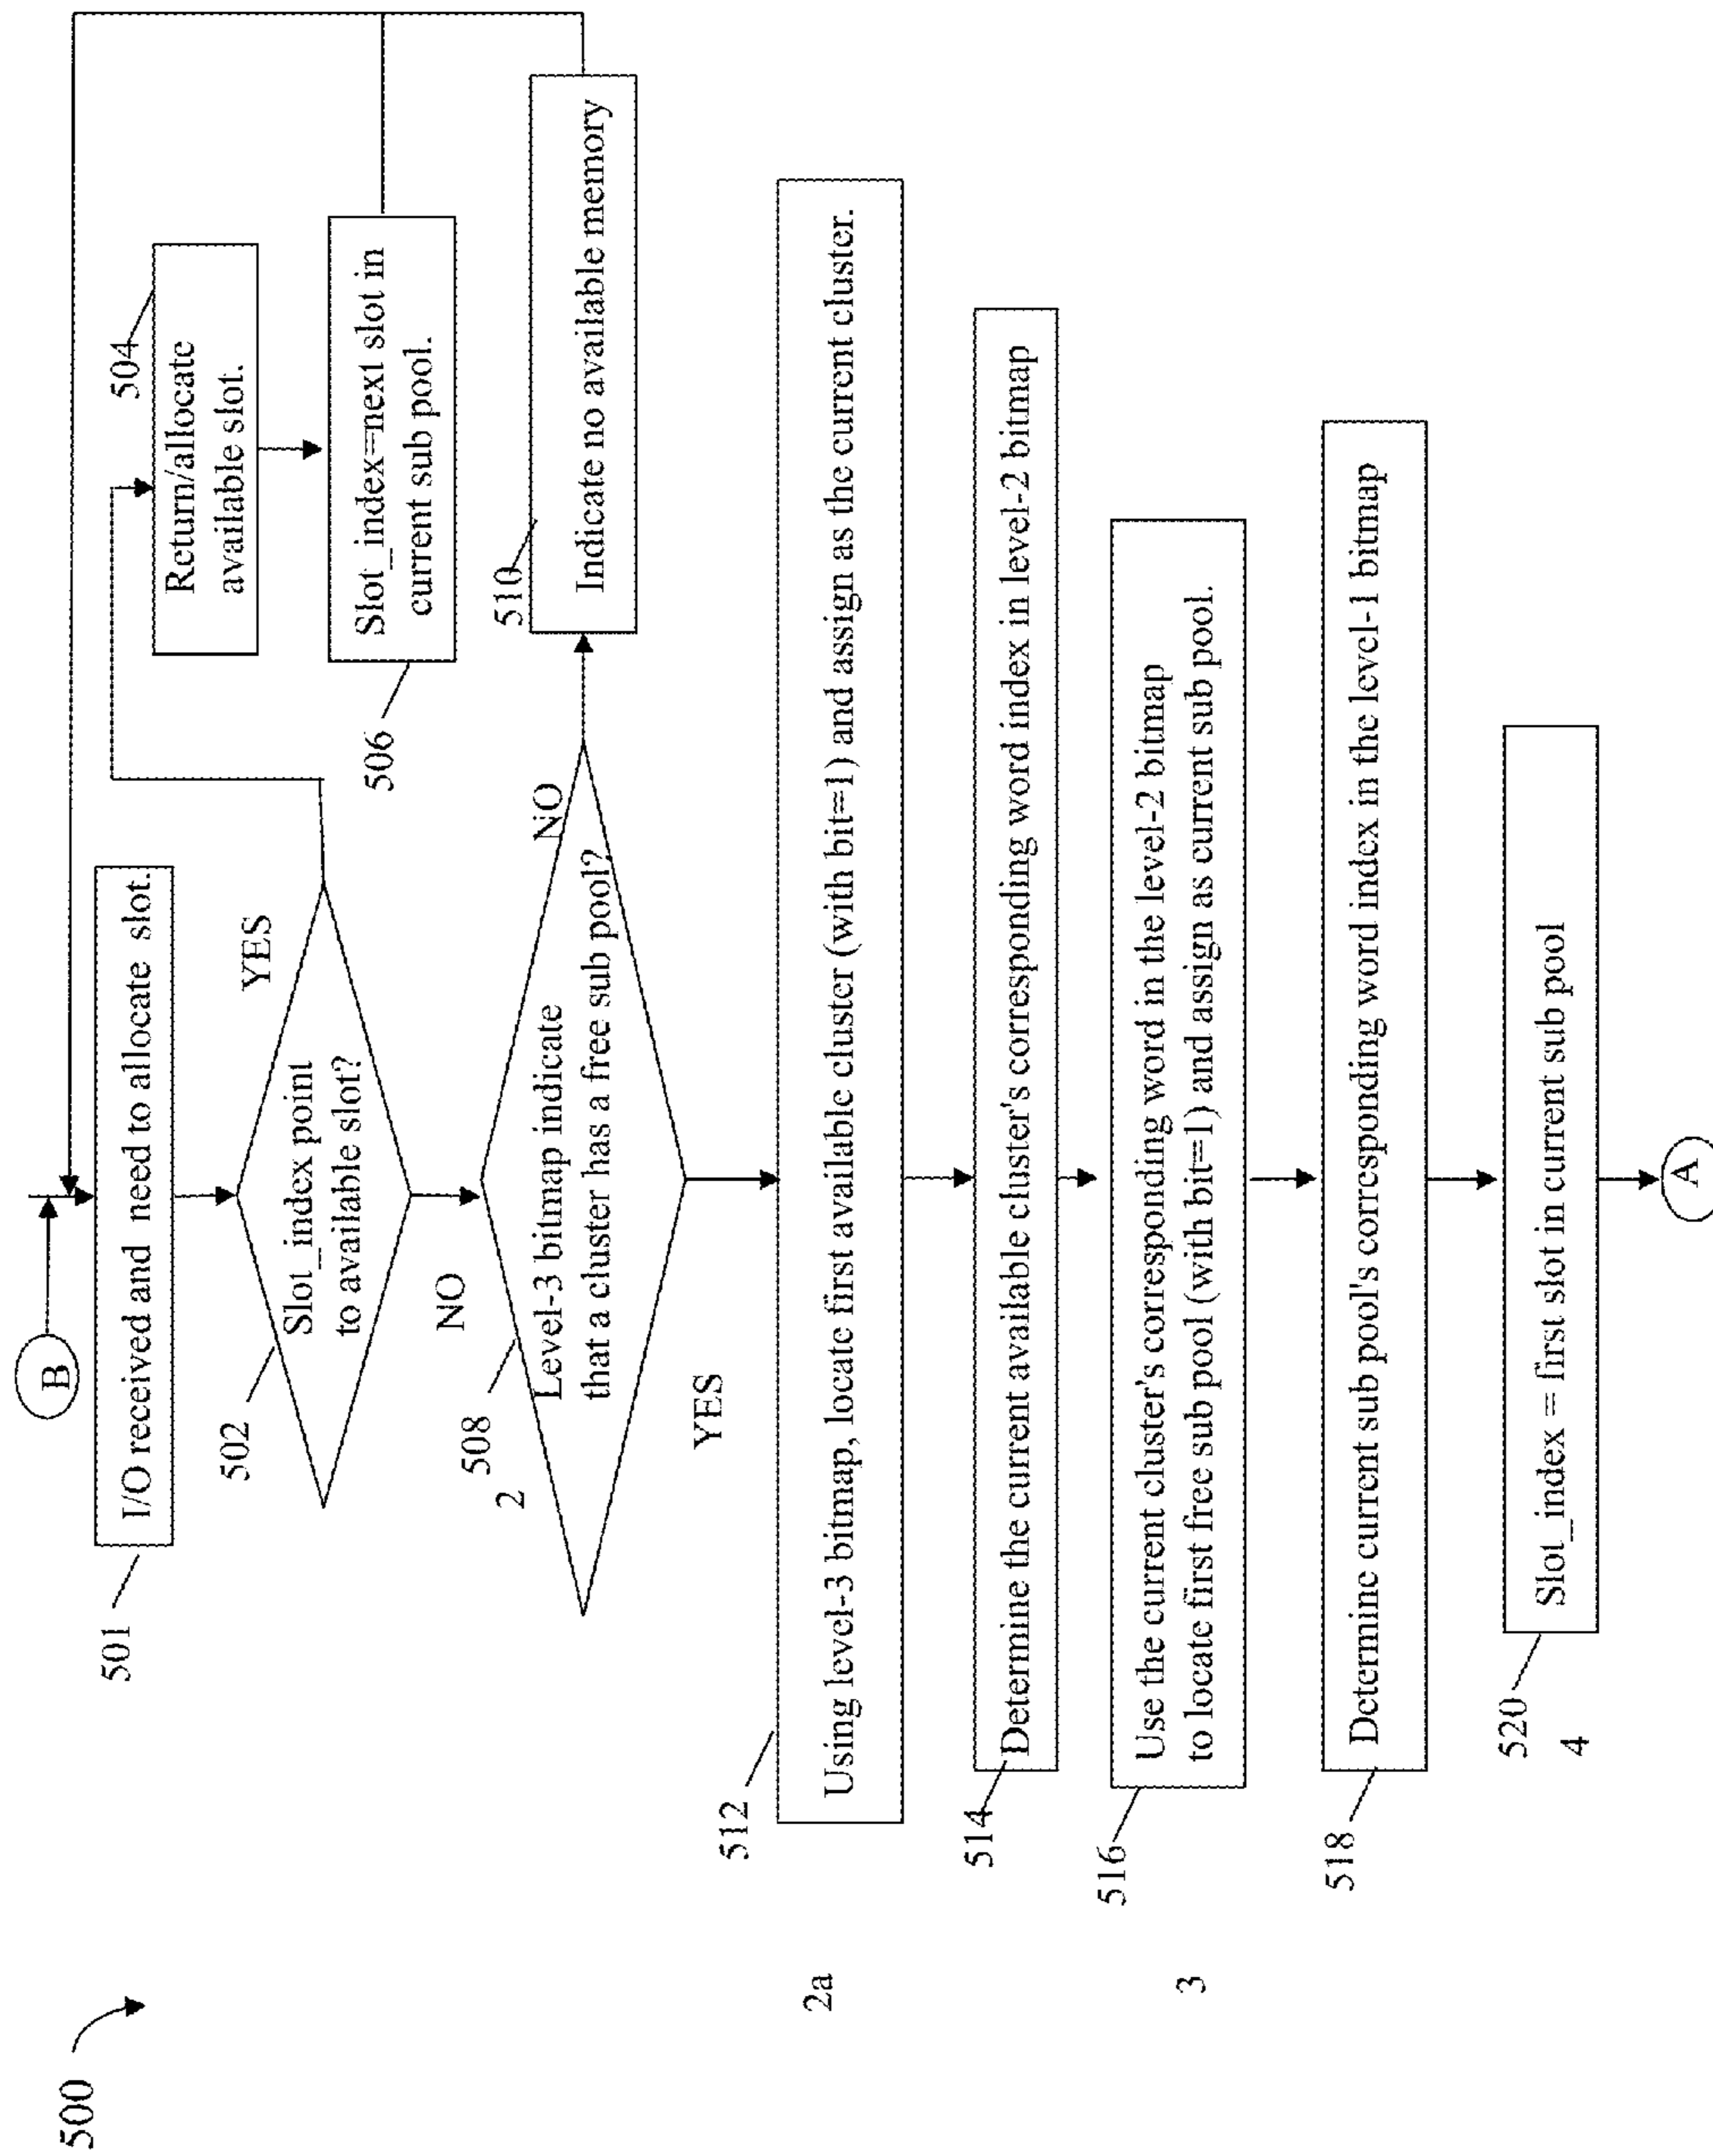 500
B
501
I/O received and need to allocate slot.
502
Slot_index point
to available slot?
YES
NO
504
Return/allocate
available slot.
506
Slot_index=next slot in
current sub pool.
508
2
Level-3 bitmap indicate
that a cluster has a free sub pool?
NO
YES
510
Indicate no available memory
512
2a
Using level-3 bitmap, locate first available cluster (with bit=1) and assign as the current cluster.
514
Determine the current available cluster's corresponding word index in level-2 bitmap
516
3
Use the current cluster's corresponding word in the level-2 bitmap
to locate first free sub pool (with bit=1) and assign as current sub pool.
518
Determine current sub pool's corresponding word index in the level-1 bitmap
520
4
Slot_index = first slot in current sub pool
A